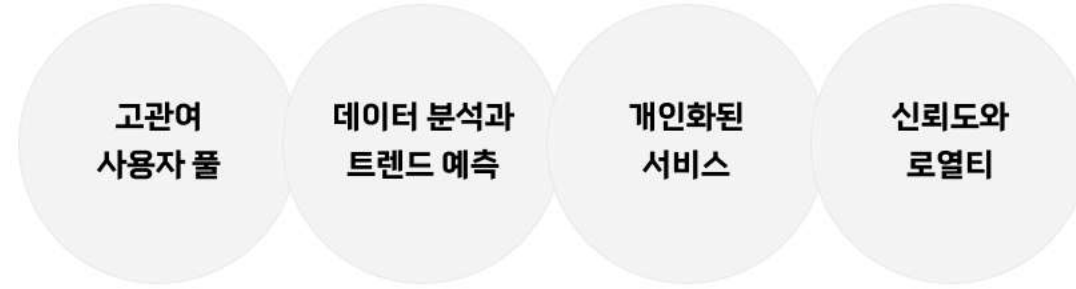 고관여
사용자 풀
데이터 분석과
트렌드 예측
개인화된
서비스
신뢰도와
로열티